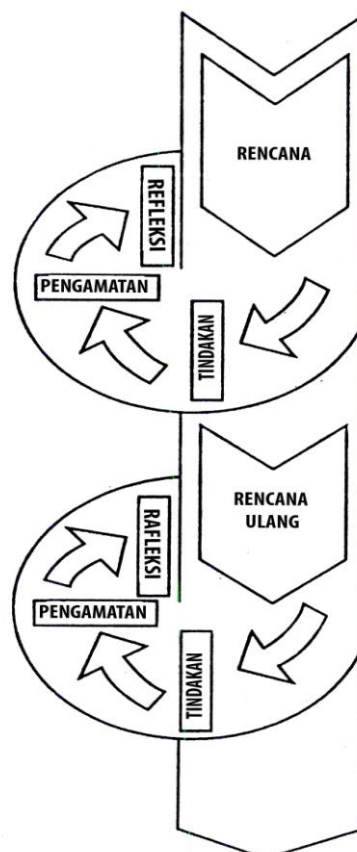 RENCANA
REFLEKSI
PENGAMATAN
TINDAKAN
RENCANA
ULANG
RAFLEKSI
PENGAMATAN
TINDAKAN